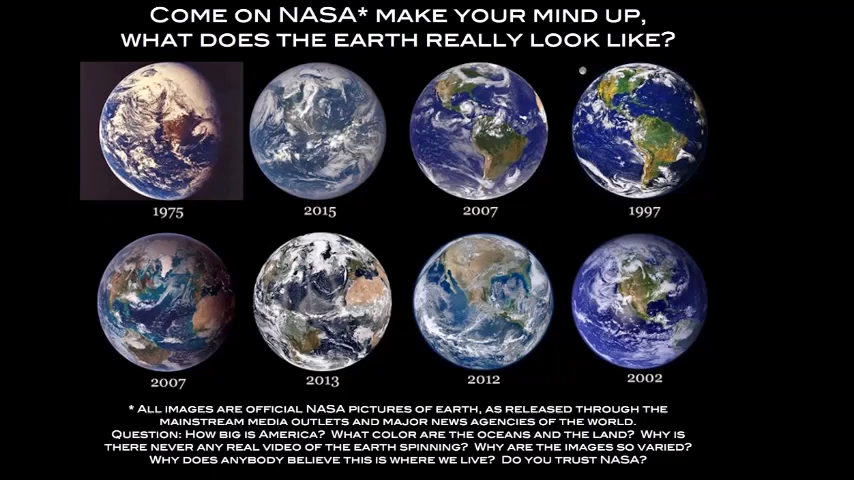 Come on NASA* make your mind up,
what does the earth really look like?
1975
2015
2007
1997
2007
2013
2012
2002
* All images are official NASA pictures of earth, as released through the
mainstream media outlets and major news agencies of the world.
Question: How big is America? What color are the oceans and the land? Why is
there never any real video of the earth spinning? Why are the images so varied?
Why does anybody believe this is where we live? Do you trust NASA?